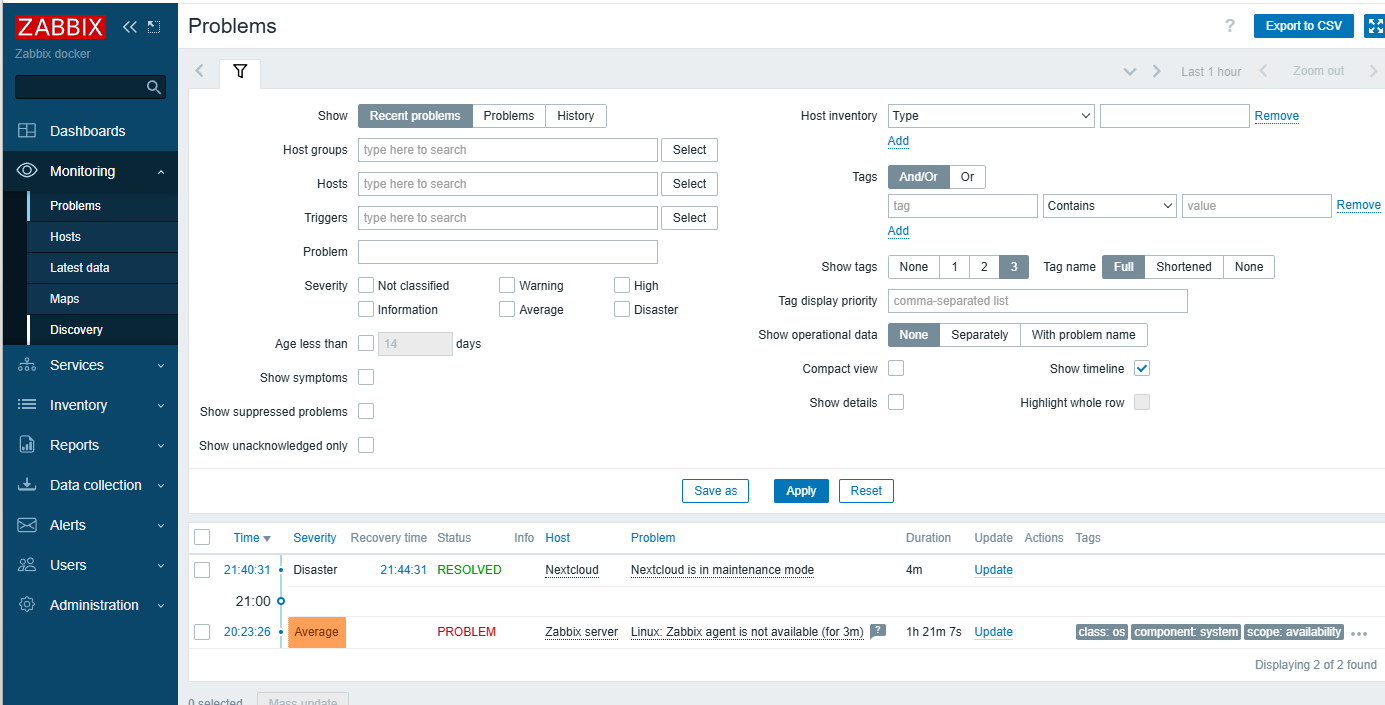 ZABBIX
Zabbix docker
Dashboards
Monitoring
Problems
Hosts
Latest data
Maps
Discovery
Services
Inventory
Reports
Data collection
Alerts
Users
Administration
Problems
? Export to CSV
Last 1 hour Zoom out
Show Recent problems Problems History
Host groups type here to search Select
Hosts type here to search Select
Triggers type here to search Select
Problem
Severity Not classified Warning High
Information Average Disaster
Age less than 14 days
Show symptoms
Show suppressed problems
Show unacknowledged only
Host inventory Type Remove
Add
Tags And/Or Or
tag Contains value Remove
Add
Show tags None 1 2 3 Tag name Full Shortened None
Tag display priority comma-separated list
Show operational data None Separately With problem name
Compact view Show timeline
Show details Highlight whole row
Save as Apply Reset
Time Severity Recovery time Status Info Host Problem Duration Update Actions Tags
21:40:31 Disaster 21:44:31 RESOLVED Nextcloud Nextcloud is in maintenance mode 4m Update
21:00
20:23:26 Average PROBLEM Zabbix server Linux: Zabbix agent is not available (for 3m) ? 1h 21m 7s Update class: os component: system scope: availability •••
Displaying 2 of 2 found
0 selected Mass update